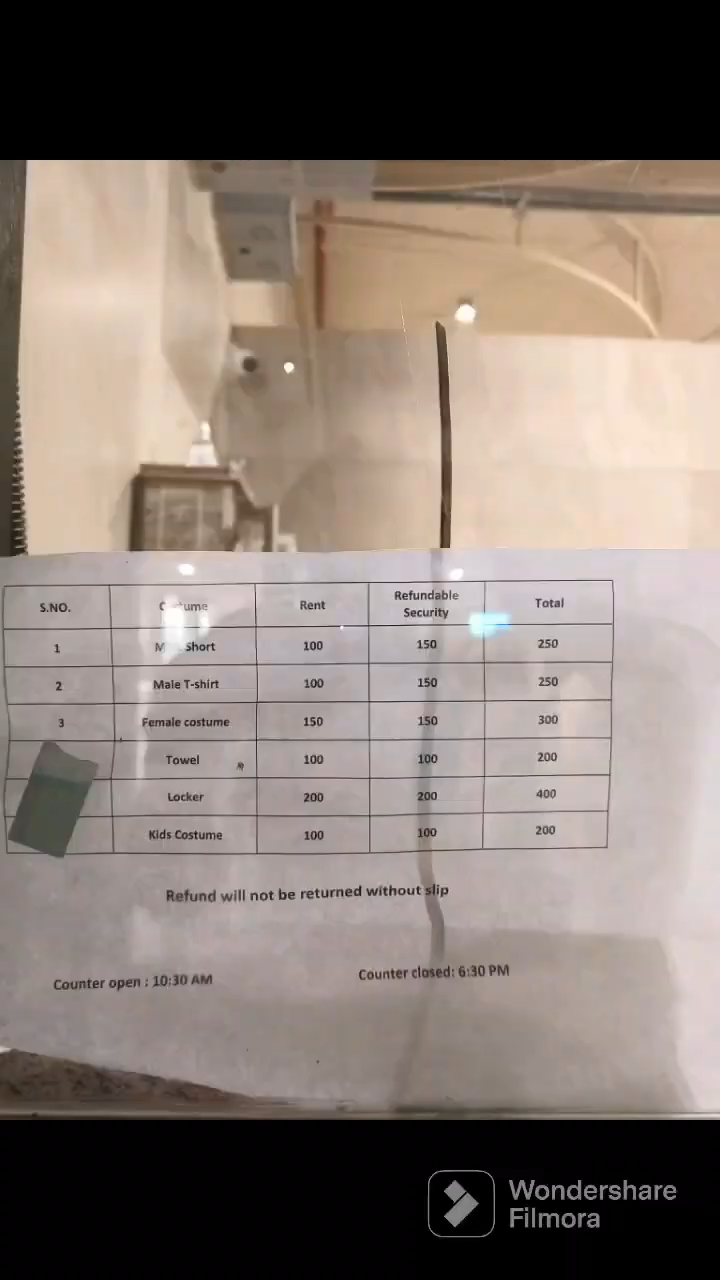 S.NO. Rent Refundable Security Total
1 Short 100 150 250
2 Male T-shirt 100 150 250
3 Female costume 150 150 300
Towel 100 100 200
Locker 200 200 400
Kids Costume 100 100 200
Refund will not be returned without slip
Counter open : 10:30 AM Counter closed: 6:30 PM
Wondershare
Filmora